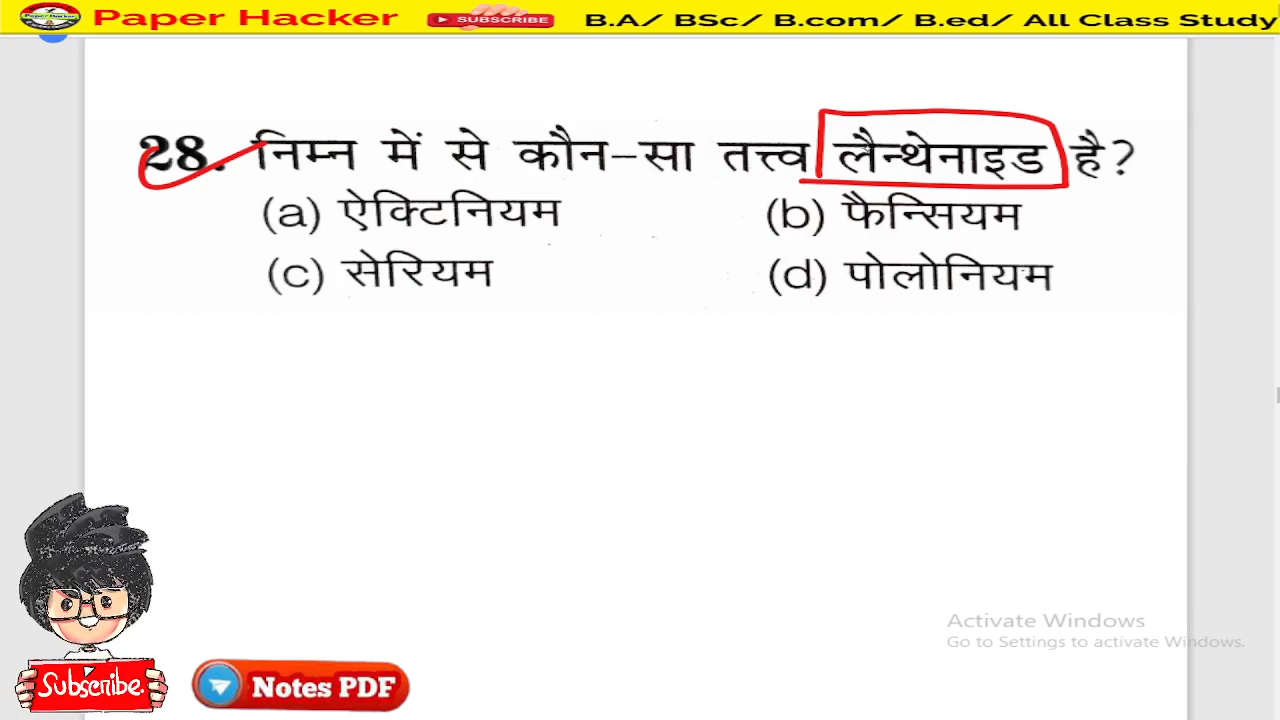 Paper Hacker
SUBSCRIBE
B.A/ BSc/ B.com/ B.ed/ All Class Study
28. निम्न में से कौन-सा तत्त्व लैन्थेनाइड है?
(a) ऐक्टिनियम (b) फैन्सियम
(c) सेरियम (d) पोलोनियम
Activate Windows
Go to Settings to activate Windows.
Subscribe.
Notes PDF